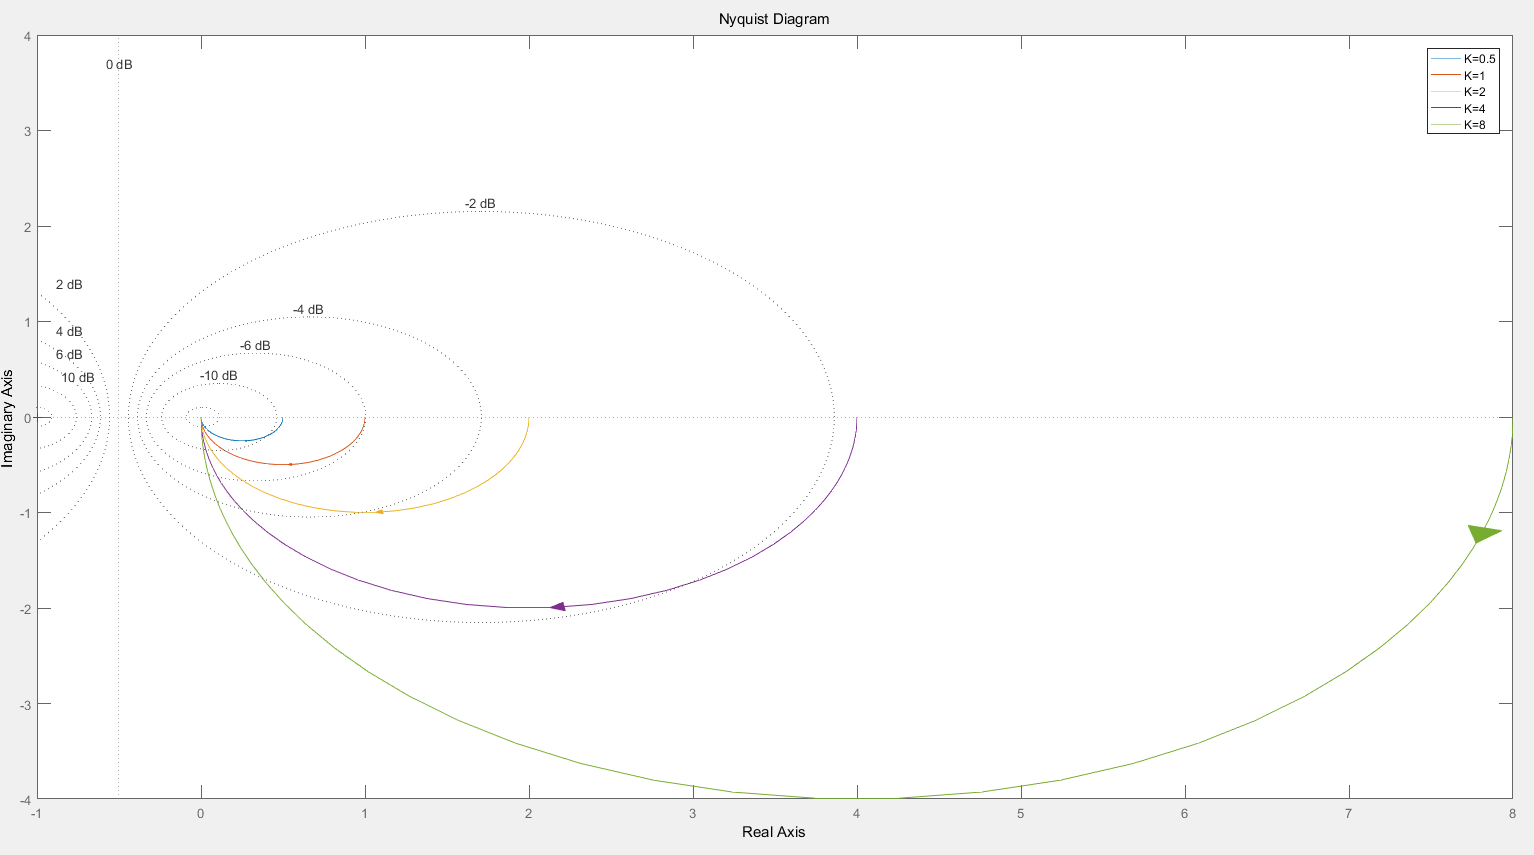 Nyquist Diagram
4
3
2
1
0
-1
-2
-3
-4
Imaginary Axis
0 dB
2 dB
4 dB
6 dB
10 dB
-2 dB
-4 dB
-6 dB
-10 dB
K=0.5
K=1
K=2
K=4
K=8
-1
0
1
2
3
4
5
6
7
8
Real Axis